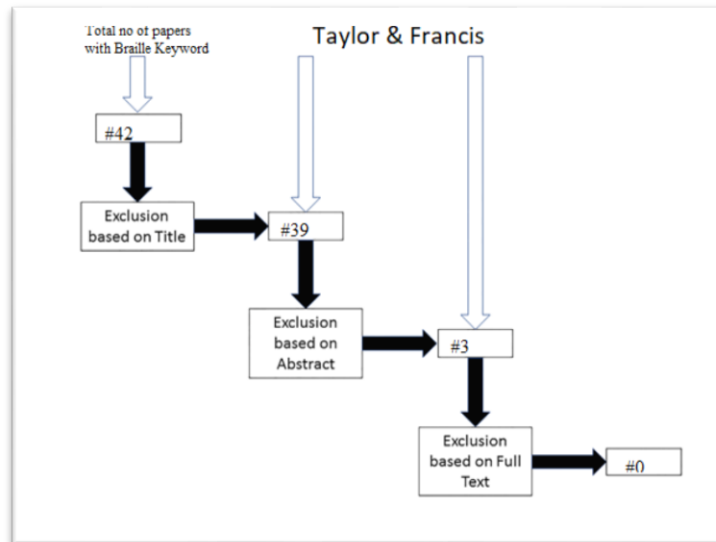 Total no of papers
with Braille Keyword
Taylor & Francis
#42
Exclusion
based on Title
#39
Exclusion
based on
Abstract
#3
Exclusion
based on Full
Text
#0